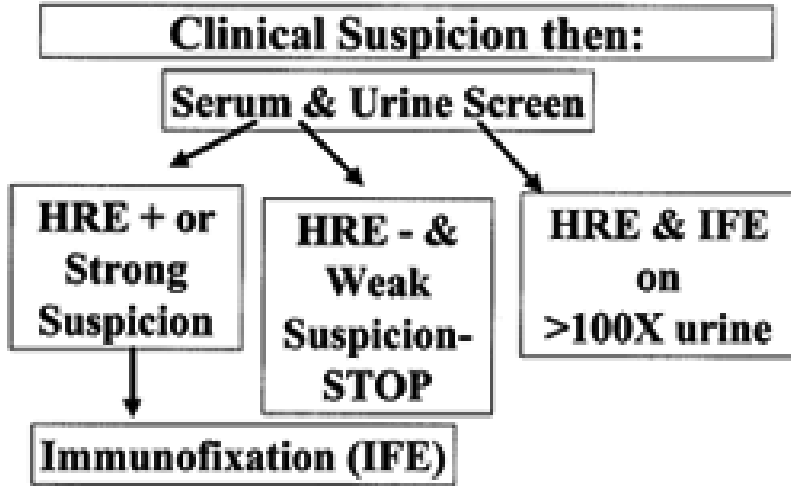 Clinical Suspicion then:
Serum & Urine Screen
HRE + or
Strong
Suspicion
HRE - &
Weak
Suspicion-
STOP
HRE & IFE
on
>100X urine
Immunofixation (IFE)